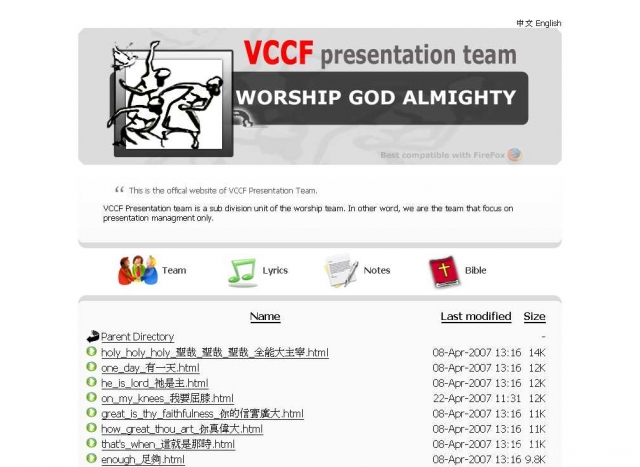 中文 English
VCCF presentation team
WORSHIP GOD ALMIGHTY
Best compatible with FireFox
“ This is the offical website of VCCF Presentation Team.
VCCF Presentation team is a sub division unit of the worship team. In other word, we are the team that focus on
presentation managment only.
Team Lyrics Notes Bible
Name Last modified Size
Parent Directory -
holy_holy_holy_聖哉_聖哉_聖哉_全能大主宰.html 08-Apr-2007 13:16 14K
one_day_有一天.html 08-Apr-2007 13:16 12K
he_is_lord_祂是主.html 08-Apr-2007 13:16 12K
on_my_knees_我要屈膝.html 22-Apr-2007 11:31 12K
great_is_thy_faithfulness_你的信實廣大.html 08-Apr-2007 13:16 11K
how_great_thou_art_你真偉大.html 08-Apr-2007 13:16 11K
that's_when_這就是那時.html 08-Apr-2007 13:16 11K
enough_足夠.html 08-Apr-2007 13:16 9.8K